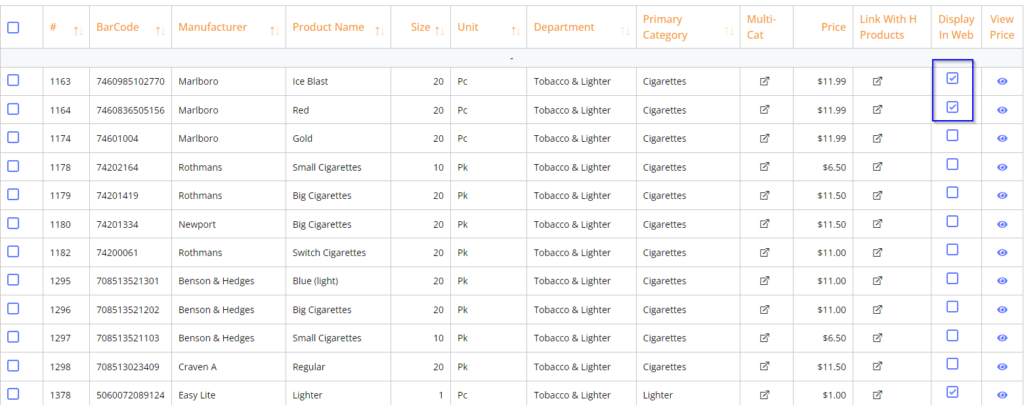 # BarCode Manufacturer Product Name Size Unit Department Primary Category Multi-Cat Price Link With H Products Display In Web View Price
-
1163 7460985102770 Marlboro Ice Blast 20 Pc Tobacco & Lighter Cigarettes $11.99
1164 7460836505156 Marlboro Red 20 Pc Tobacco & Lighter Cigarettes $11.99
1174 74601004 Marlboro Gold 20 Pc Tobacco & Lighter Cigarettes $11.99
1178 74202164 Rothmans Small Cigarettes 10 Pk Tobacco & Lighter Cigarettes $6.50
1179 74201419 Rothmans Big Cigarettes 20 Pk Tobacco & Lighter Cigarettes $11.50
1180 74201334 Newport Big Cigarettes 20 Pk Tobacco & Lighter Cigarettes $11.50
1182 74200061 Rothmans Switch Cigarettes 20 Pk Tobacco & Lighter Cigarettes $11.00
1295 708513521301 Benson & Hedges Blue (light) 20 Pk Tobacco & Lighter Cigarettes $11.00
1296 708513521202 Benson & Hedges Big Cigarettes 20 Pk Tobacco & Lighter Cigarettes $11.00
1297 708513521103 Benson & Hedges Small Cigarettes 10 Pk Tobacco & Lighter Cigarettes $6.50
1298 708513023409 Craven A Regular 20 Pk Tobacco & Lighter Cigarettes $11.50
1378 5060072089124 Easy Lite Lighter 1 Pc Tobacco & Lighter Lighter $1.00